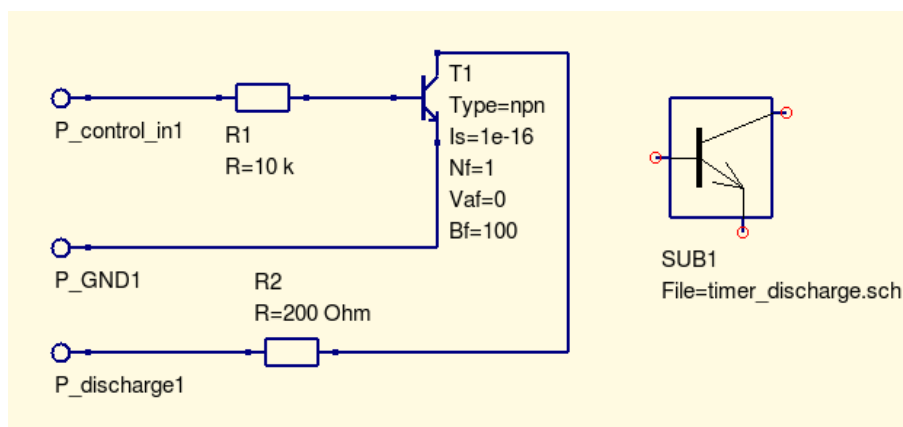 T1
Type=npn
Is=1e-16
Nf=1
Vaf=0
Bf=100
P_control_in1
R1
R=10 k
P_GND1
R2
R=200 Ohm
P_discharge1
SUB1
File=timer_discharge.sch